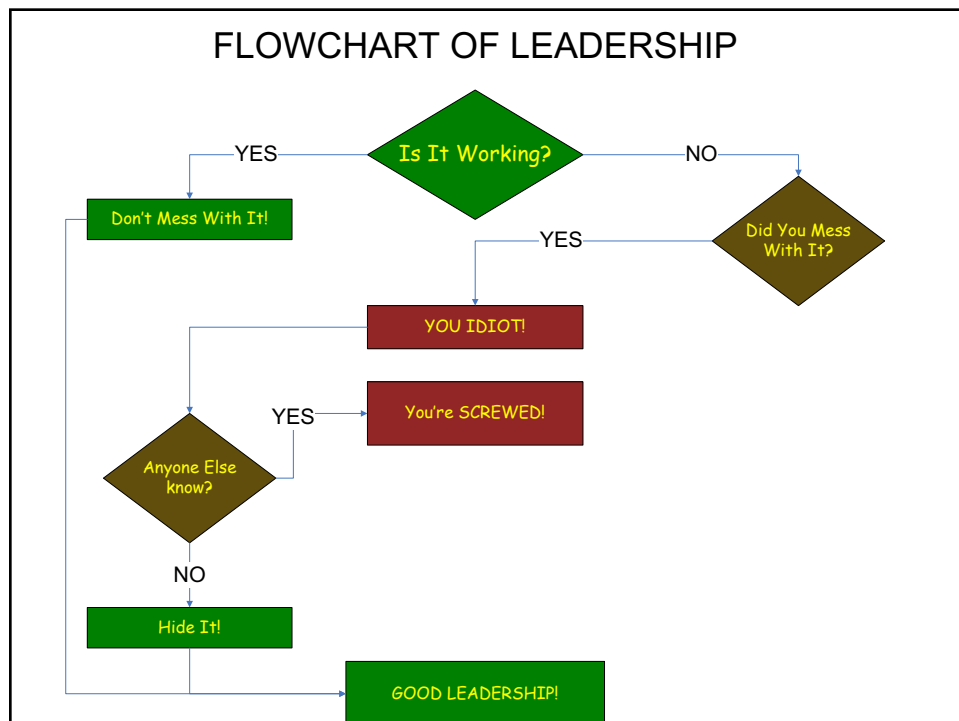 FLOWCHART OF LEADERSHIP
Is It Working?
YES
NO
Don't Mess With It!
Did You Mess
With It?
YES
YOU IDIOT!
You're SCREWED!
YES
Anyone Else
know?
NO
Hide It!
GOOD LEADERSHIP!